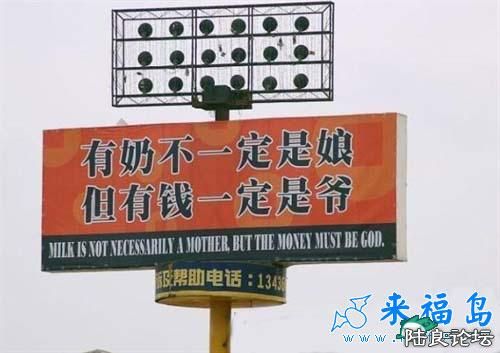 有奶不一定是娘
但有钱一定是爷
MILK IS NOT NECESSARILY A MOTHER, BUT THE MONEY MUST BE GOD.
帮助电话：1343
来福岛
陆良论坛